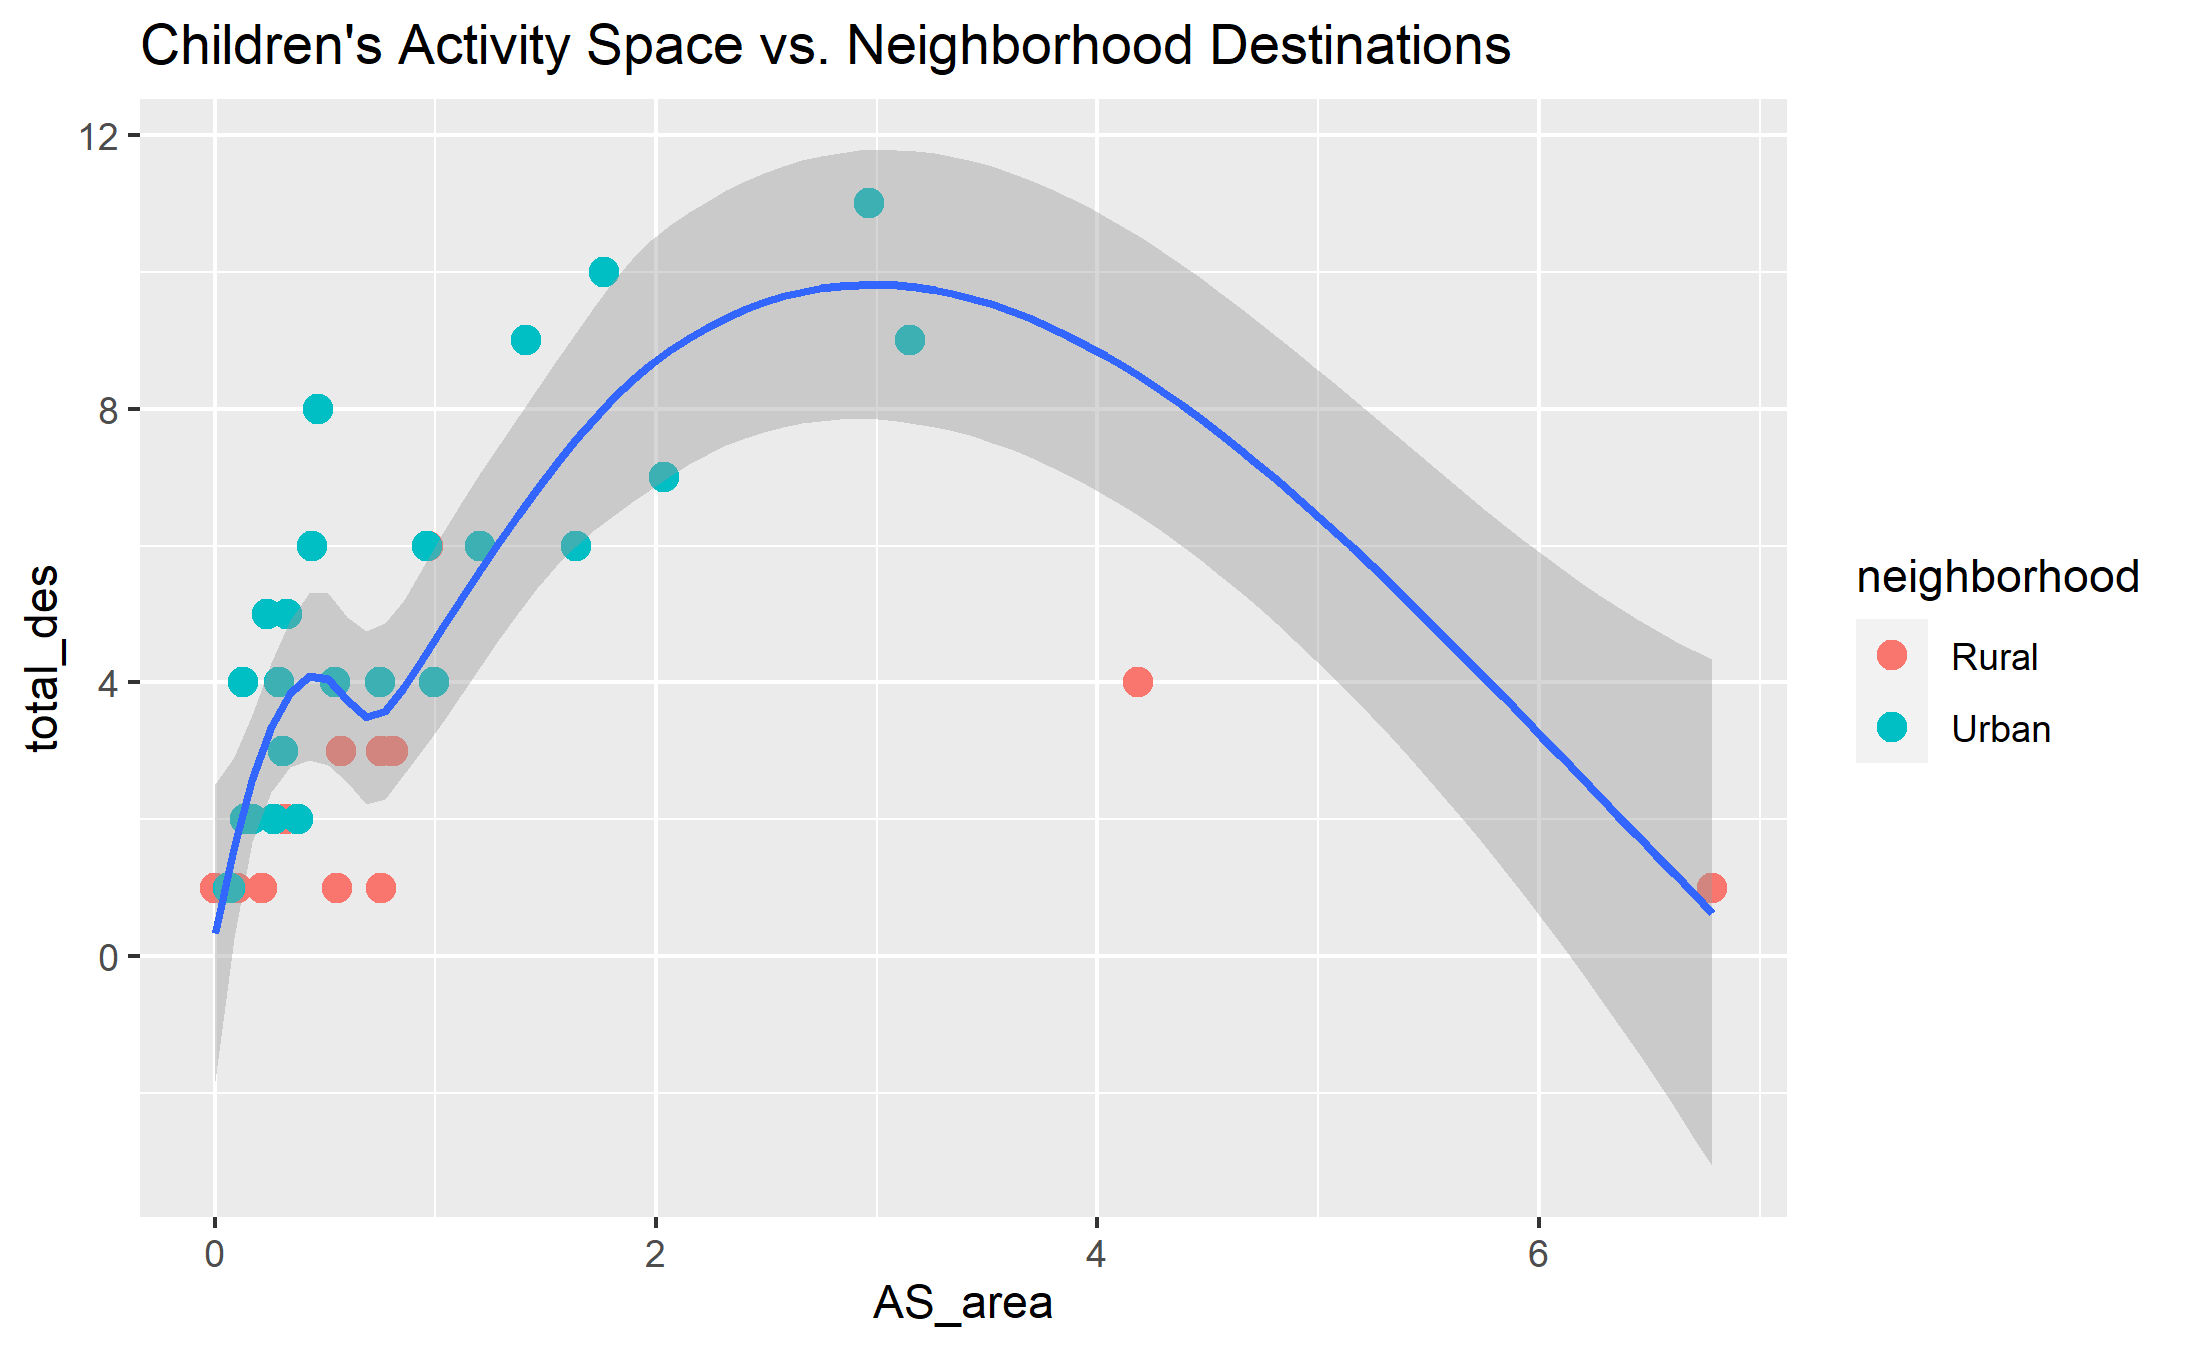 Children's Activity Space vs. Neighborhood Destinations
12
8
4
0
total_des
0 2 4 6
AS_area
neighborhood
Rural
Urban